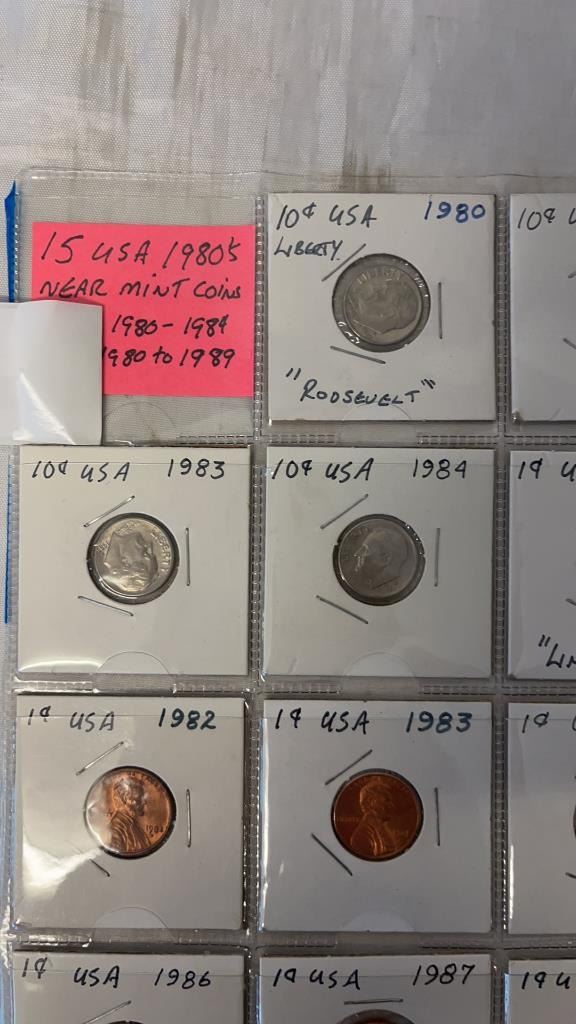 15 USA 1980's
NEAR MINT COINS
1980 - 1984
1980 to 1989
10¢ USA 1980
LIBERTY
"ROOSEVELT"
10¢
10¢ USA 1983
10¢ USA 1984
1¢
1¢ USA 1982
1¢ USA 1983
1¢
1¢ USA 1986
1¢ USA 1987
1¢ U